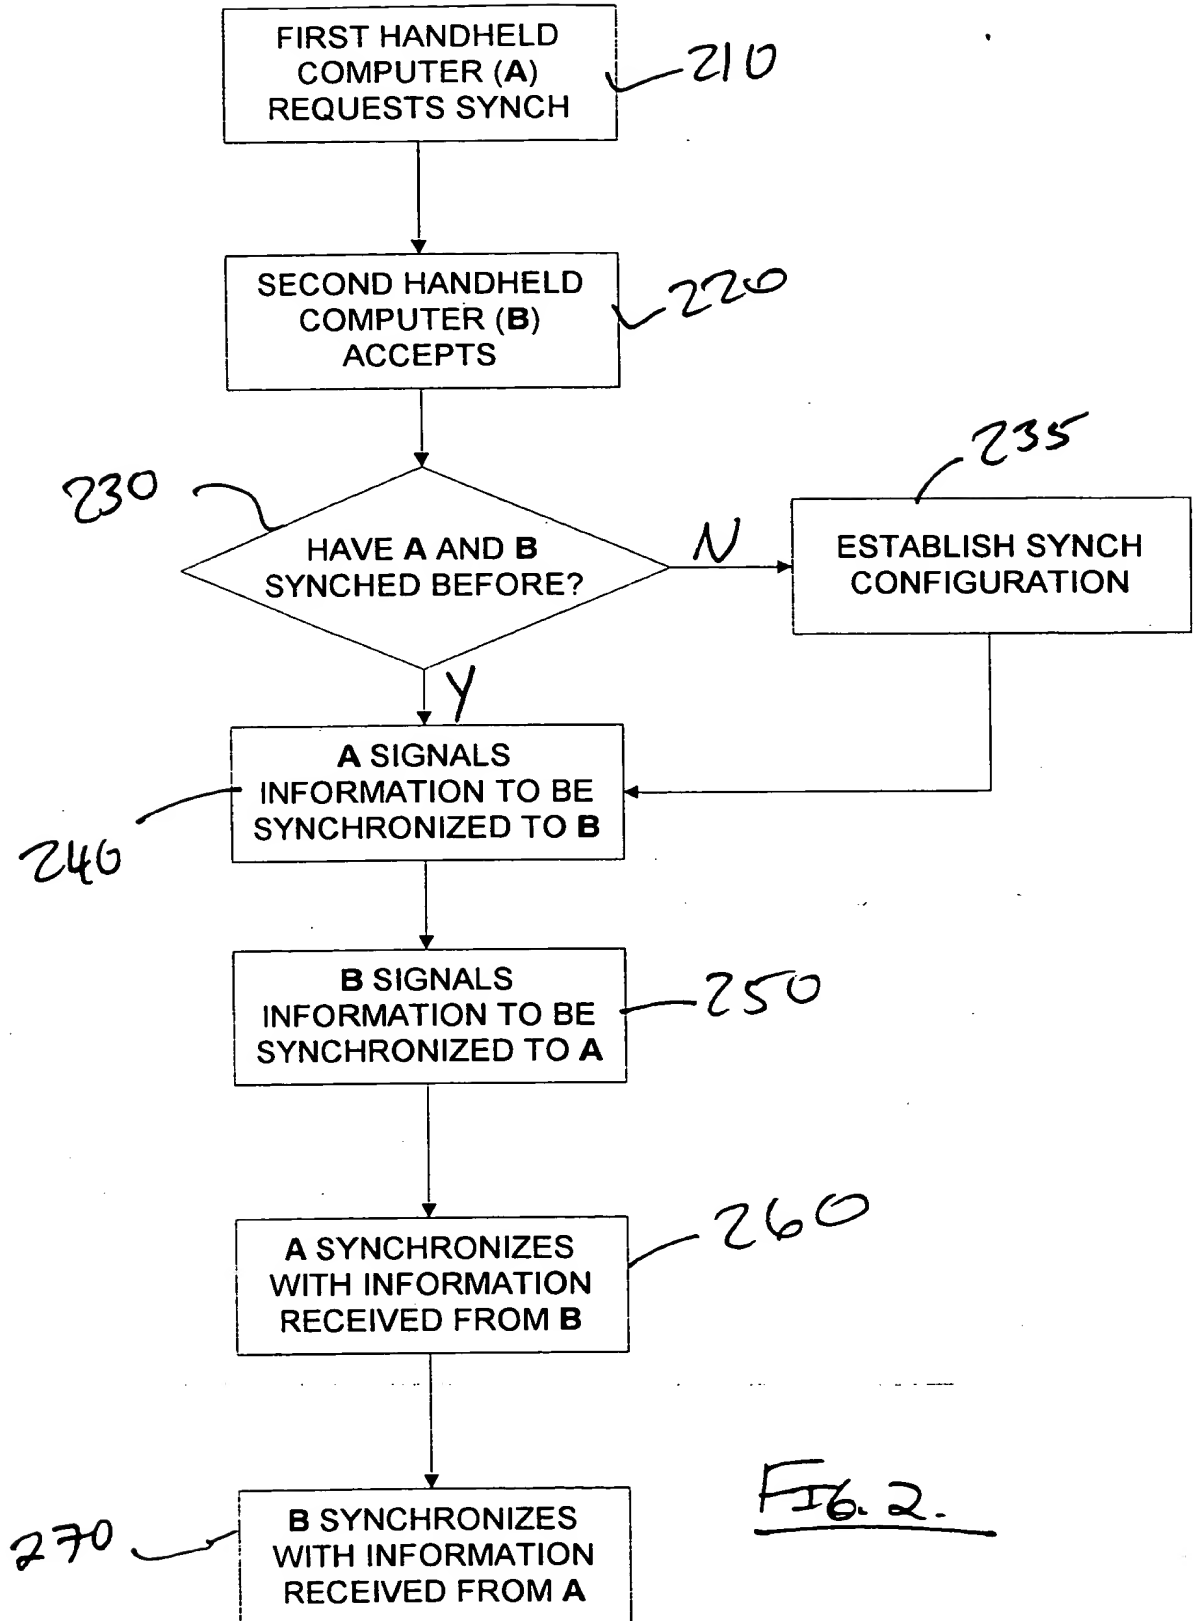 FIRST HANDHELD
COMPUTER (A)
REQUESTS SYNCH
210
SECOND HANDHELD
COMPUTER (B)
ACCEPTS
220
230
HAVE A AND B
SYNCHED BEFORE?
N
235
ESTABLISH SYNCH
CONFIGURATION
Y
A SIGNALS
INFORMATION TO BE
SYNCHRONIZED TO B
240
B SIGNALS
INFORMATION TO BE
SYNCHRONIZED TO A
250
A SYNCHRONIZES
WITH INFORMATION
RECEIVED FROM B
260
B SYNCHRONIZES
WITH INFORMATION
RECEIVED FROM A
270
FIG. 2.